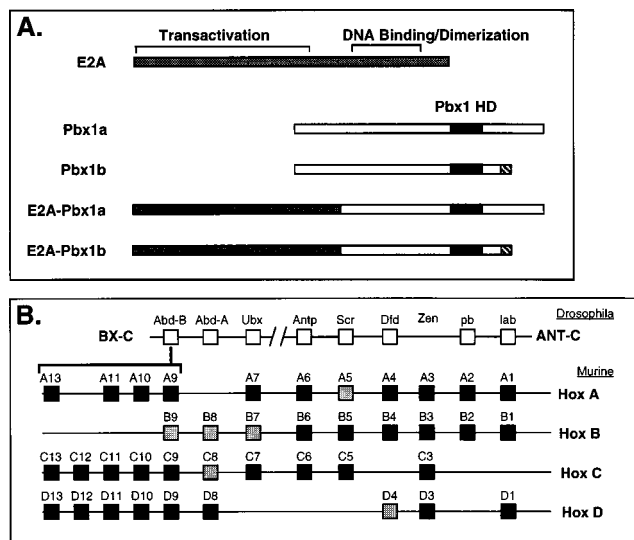 A.
Transactivation DNA Binding/Dimerization
E2A
Pbx1 HD
Pbx1a
Pbx1b
E2A-Pbx1a
E2A-Pbx1b
B.
Drosophila
Abd-B Abd-A Ubx Antp Scr Dfd Zen pb lab
BX-C // ANT-C
Murine
A13 A11 A10 A9 A7 A6 A5 A4 A3 A2 A1
Hox A
B9 B8 B7 B6 B5 B4 B3 B2 B1
Hox B
C13 C12 C11 C10 C9 C8 C7 C6 C5 C3
Hox C
D13 D12 D11 D10 D9 D8 D4 D3 D1
Hox D